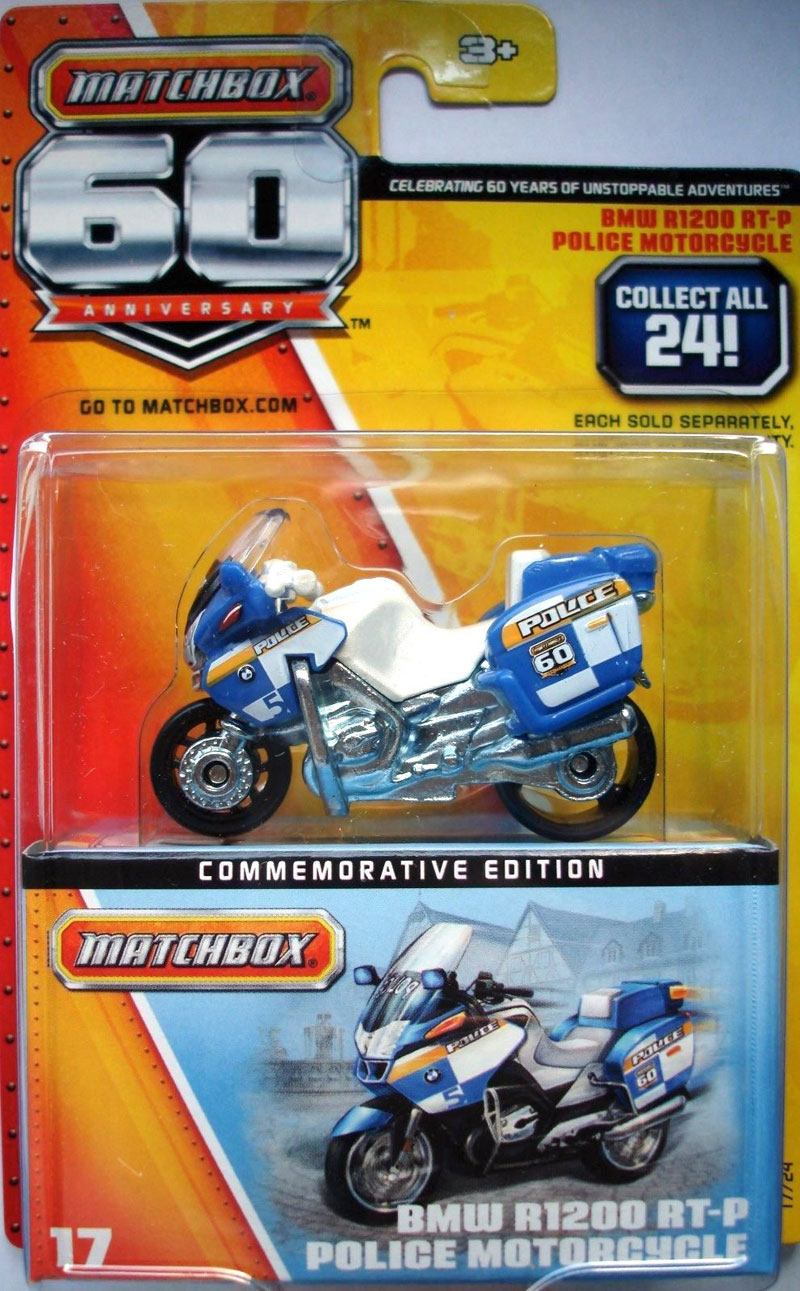 3+
MATCHBOX®
60
ANNIVERSARY™
CELEBRATING 60 YEARS OF UNSTOPPABLE ADVENTURES™
BMW R1200 RT-P
POLICE MOTORCYCLE
COLLECT ALL
24!
GO TO MATCHBOX.COM
EACH SOLD SEPARATELY,
POLICE
5
POLICE
60
COMMEMORATIVE EDITION
MATCHBOX®
POLICE
5
POLICE
60
17/24
17
BMW R1200 RT-P
POLICE MOTORCYCLE